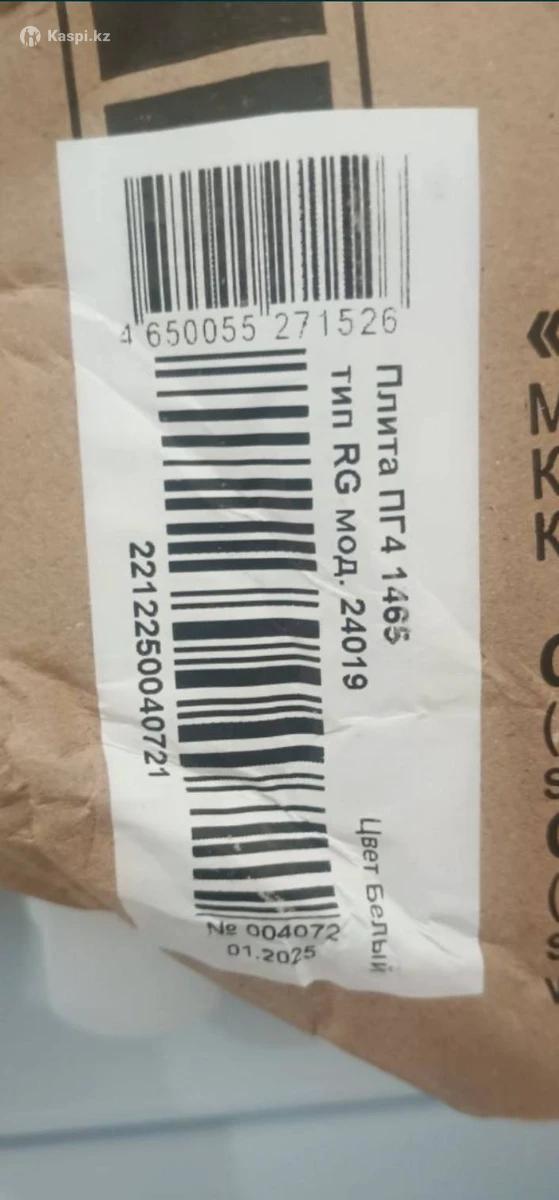 Kaspi.kz
4 650055 271526
Плита ПГ4 1465
тип RG мод. 24019
Цвет Белый
2212250040721
№ 004072
01.2025